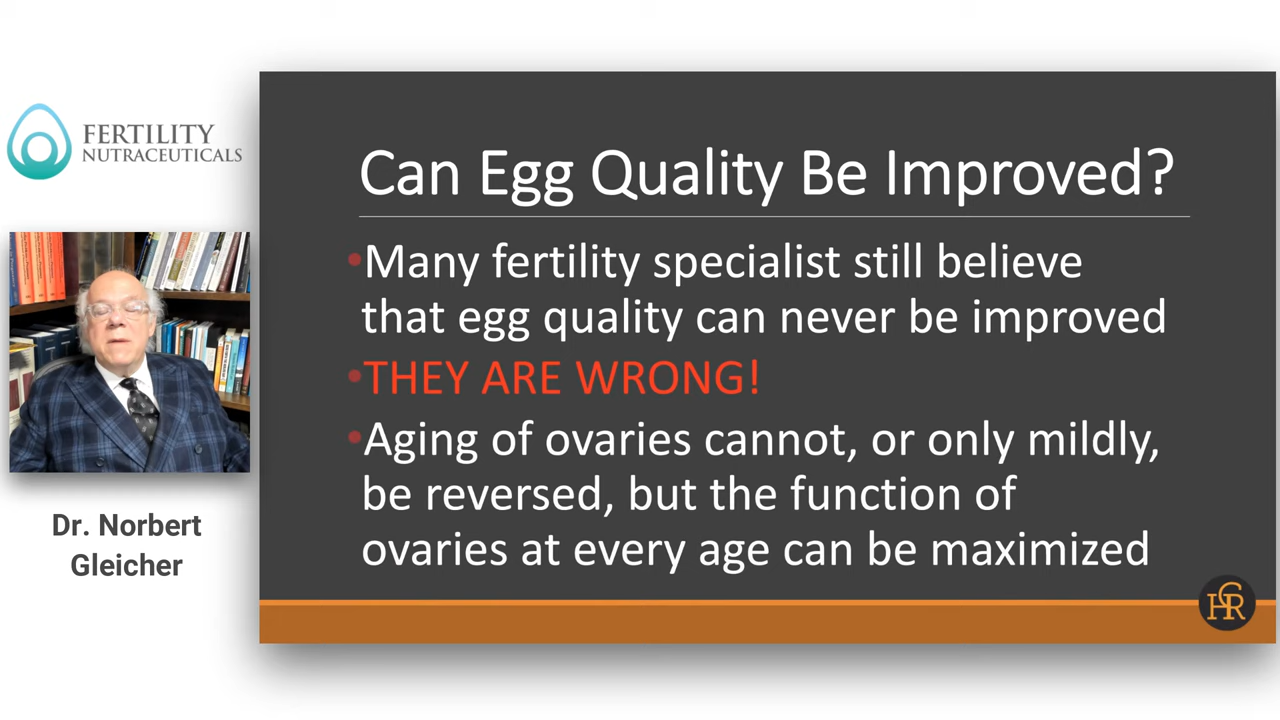 FERTILITY
NUTRACEUTICALS
Dr. Norbert
Gleicher
Can Egg Quality Be Improved?
•Many fertility specialist still believe
that egg quality can never be improved
•THEY ARE WRONG!
•Aging of ovaries cannot, or only mildly,
be reversed, but the function of
ovaries at every age can be maximized
CHR